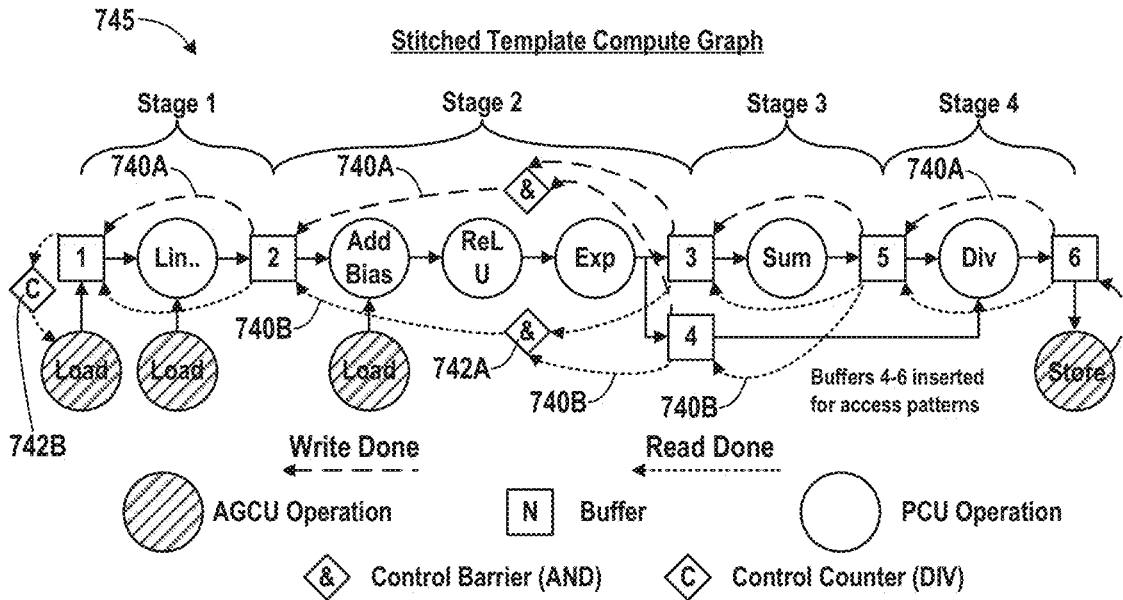 745
Stitched Template Compute Graph
Stage 1
Stage 2
Stage 3
Stage 4
740A
740A
740A
&
1
Lin..
2
Add
Bias
ReL
U
Exp
3
Sum
5
Div
6
C
740B
&
4
Load
Load
Load
742A
Store
742B
740B
740B
Buffers 4-6 inserted
for access patterns
Write Done
Read Done
AGCU Operation
N
Buffer
PCU Operation
&
Control Barrier (AND)
C
Control Counter (DIV)